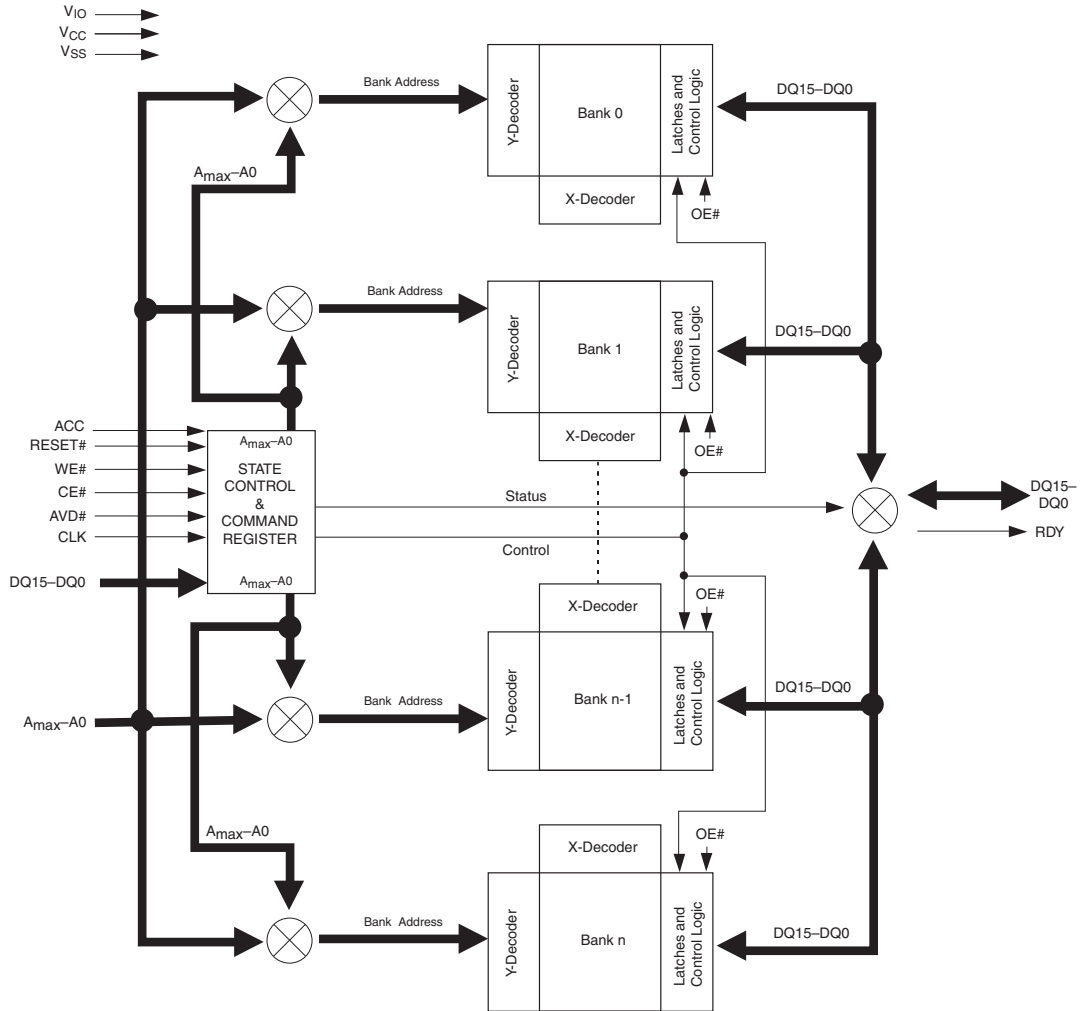 VIO
VCC
VSS
Bank Address
Y-Decoder
Bank 0
Latches and
Control Logic
DQ15–DQ0
Amax–A0
X-Decoder
OE#
Bank Address
Y-Decoder
Bank 1
Latches and
Control Logic
DQ15–DQ0
X-Decoder
OE#
ACC
RESET#
WE#
CE#
AVD#
CLK
DQ15–DQ0
Amax–A0
STATE
CONTROL
&
COMMAND
REGISTER
Amax–A0
Status
Control
DQ15–
DQ0
RDY
X-Decoder
OE#
Amax–A0
Bank Address
Y-Decoder
Bank n-1
Latches and
Control Logic
DQ15–DQ0
Amax–A0
X-Decoder
OE#
Bank Address
Y-Decoder
Bank n
Latches and
Control Logic
DQ15–DQ0